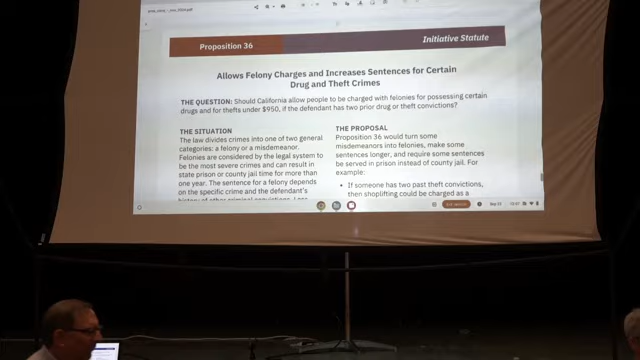 Proposition 36
Initiative Statute
Allows Felony Charges and Increases Sentences for Certain
Drug and Theft Crimes
THE QUESTION: Should California allow people to be charged with felonies for possessing certain
drugs and for thefts under $950, if the defendant has two prior drug or theft convictions?
THE SITUATION
The law divides crimes into one of two general
categories: a felony or a misdemeanor.
Felonies are considered by the legal system to
be the most severe crimes and can result in
state prison or county jail time for more than
one year. The sentence for a felony depends
on the specific crime and the defendant's
history of other criminal
THE PROPOSAL
Proposition 36 would turn some
misdemeanors into felonies, make some
sentences longer, and require some sentences
to be served in prison instead of county jail. For
example:
• If someone has two past theft convictions,
then shoplifting could be charged as a